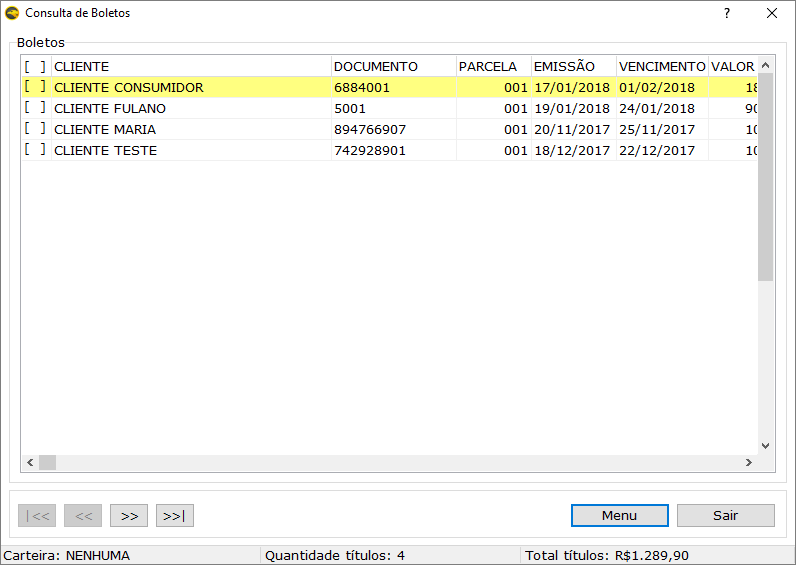 Consulta de Boletos ?
Boletos
[ ] CLIENTE DOCUMENTO PARCELA EMISSÃO VENCIMENTO VALOR
[ ] CLIENTE CONSUMIDOR 6884001 001 17/01/2018 01/02/2018 18
[ ] CLIENTE FULANO 5001 001 19/01/2018 24/01/2018 90
[ ] CLIENTE MARIA 894766907 001 20/11/2017 25/11/2017 10
[ ] CLIENTE TESTE 742928901 001 18/12/2017 22/12/2017 10
|<< << >> >>| Menu Sair
Carteira: NENHUMA Quantidade títulos: 4 Total títulos: R$1.289,90